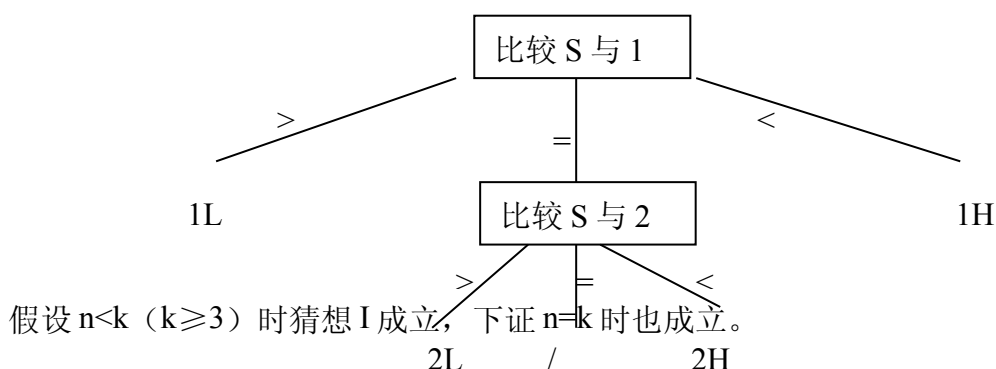 比较 S 与 1
> = <
1L 比较 S 与 2 1H
> = <
假设 n<k（k≥3）时猜想 I 成立，下证 n=k 时也成立。
2L / 2H